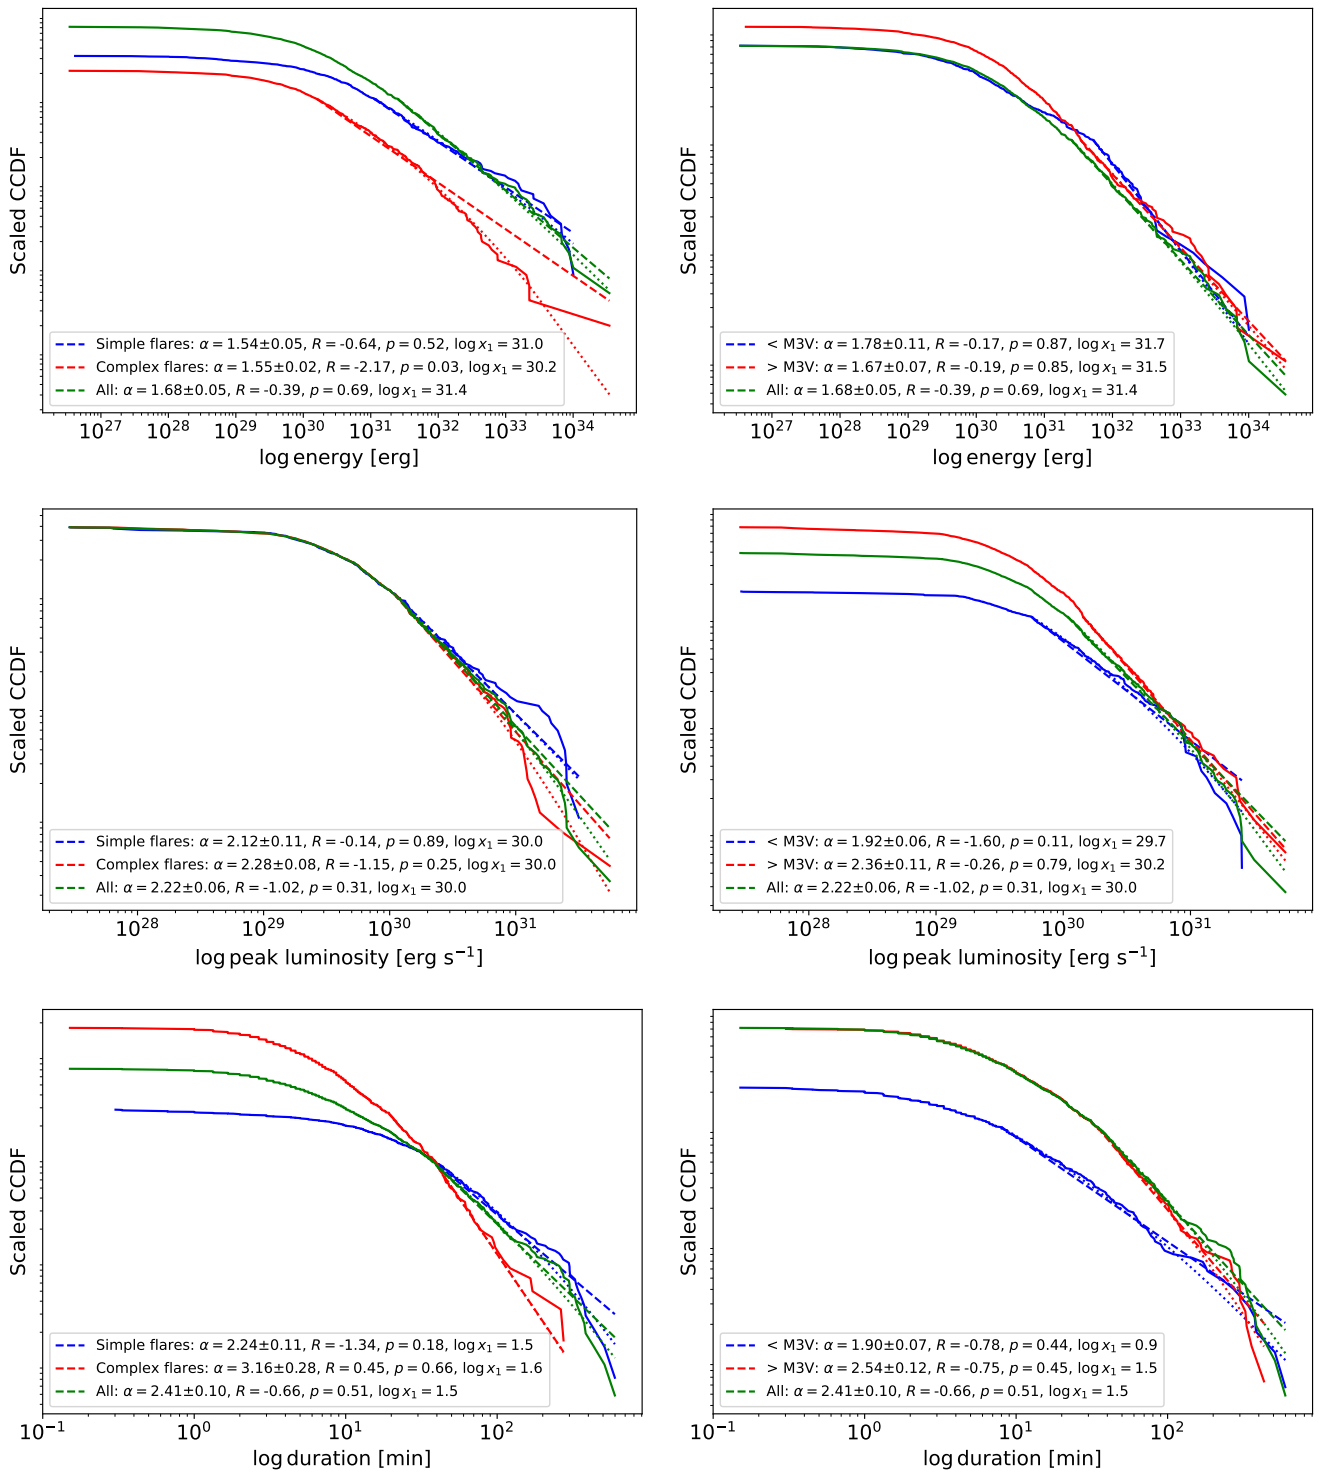 Scaled CCDF
Simple flares: α = 1.54±0.05, R = -0.64, p = 0.52, log x₁ = 31.0
Complex flares: α = 1.55±0.02, R = -2.17, p = 0.03, log x₁ = 30.2
All: α = 1.68±0.05, R = -0.39, p = 0.69, log x₁ = 31.4
10²⁷ 10²⁸ 10²⁹ 10³⁰ 10³¹ 10³² 10³³ 10³⁴
log energy [erg]
Scaled CCDF
< M3V: α = 1.78±0.11, R = -0.17, p = 0.87, log x₁ = 31.7
> M3V: α = 1.67±0.07, R = -0.19, p = 0.85, log x₁ = 31.5
All: α = 1.68±0.05, R = -0.39, p = 0.69, log x₁ = 31.4
10²⁷ 10²⁸ 10²⁹ 10³⁰ 10³¹ 10³² 10³³ 10³⁴
log energy [erg]
Scaled CCDF
Simple flares: α = 2.12±0.11, R = -0.14, p = 0.89, log x₁ = 30.0
Complex flares: α = 2.28±0.08, R = -1.15, p = 0.25, log x₁ = 30.0
All: α = 2.22±0.06, R = -1.02, p = 0.31, log x₁ = 30.0
10²⁸ 10²⁹ 10³⁰ 10³¹
log peak luminosity [erg s⁻¹]
Scaled CCDF
< M3V: α = 1.92±0.06, R = -1.60, p = 0.11, log x₁ = 29.7
> M3V: α = 2.36±0.11, R = -0.26, p = 0.79, log x₁ = 30.2
All: α = 2.22±0.06, R = -1.02, p = 0.31, log x₁ = 30.0
10²⁸ 10²⁹ 10³⁰ 10³¹
log peak luminosity [erg s⁻¹]
Scaled CCDF
Simple flares: α = 2.24±0.11, R = -1.34, p = 0.18, log x₁ = 1.5
Complex flares: α = 3.16±0.28, R = 0.45, p = 0.66, log x₁ = 1.6
All: α = 2.41±0.10, R = -0.66, p = 0.51, log x₁ = 1.5
10⁻¹ 10⁰ 10¹ 10²
log duration [min]
Scaled CCDF
< M3V: α = 1.90±0.07, R = -0.78, p = 0.44, log x₁ = 0.9
> M3V: α = 2.54±0.12, R = -0.75, p = 0.45, log x₁ = 1.5
All: α = 2.41±0.10, R = -0.66, p = 0.51, log x₁ = 1.5
10⁻¹ 10⁰ 10¹ 10²
log duration [min]